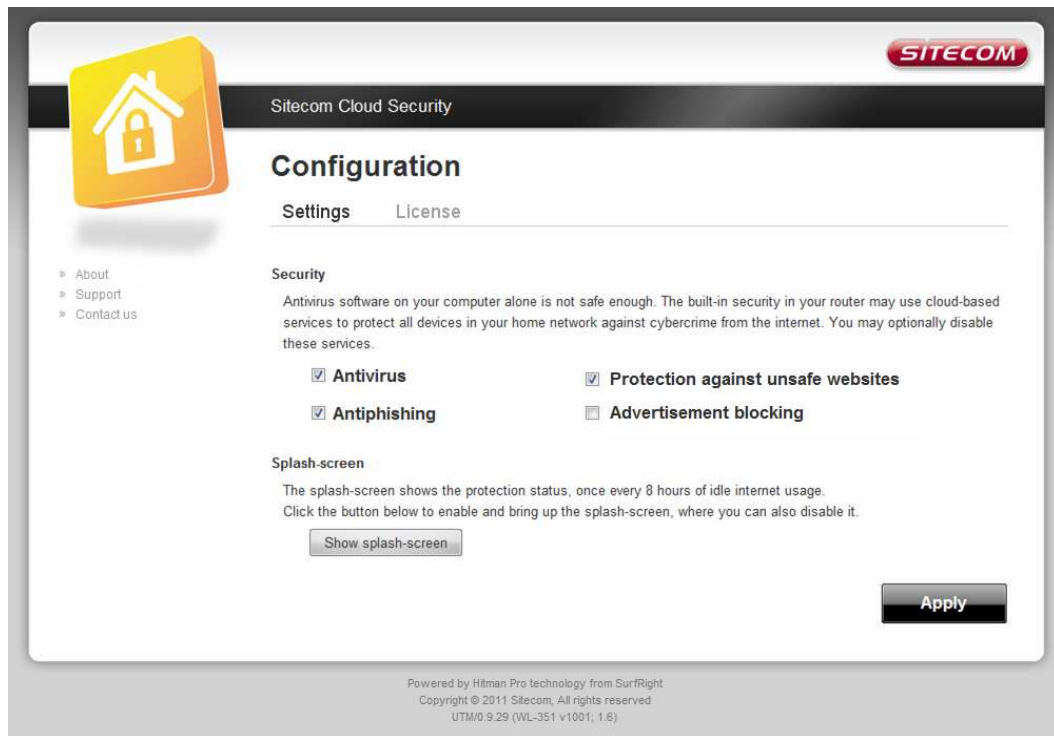 SITECOM
Sitecom Cloud Security
Configuration
Settings License
» About
» Support
» Contact us
Security
Antivirus software on your computer alone is not safe enough. The built-in security in your router may use cloud-based
services to protect all devices in your home network against cybercrime from the internet. You may optionally disable
these services.
Antivirus
Protection against unsafe websites
Antiphishing
Advertisement blocking
Splash-screen
The splash-screen shows the protection status, once every 8 hours of idle internet usage.
Click the button below to enable and bring up the splash-screen, where you can also disable it.
Show splash-screen
Apply
Powered by Hitman Pro technology from SurfRight
Copyright © 2011 Sitecom, All rights reserved
UTM/0.9.29 (WL-351 v1001; 1.6)